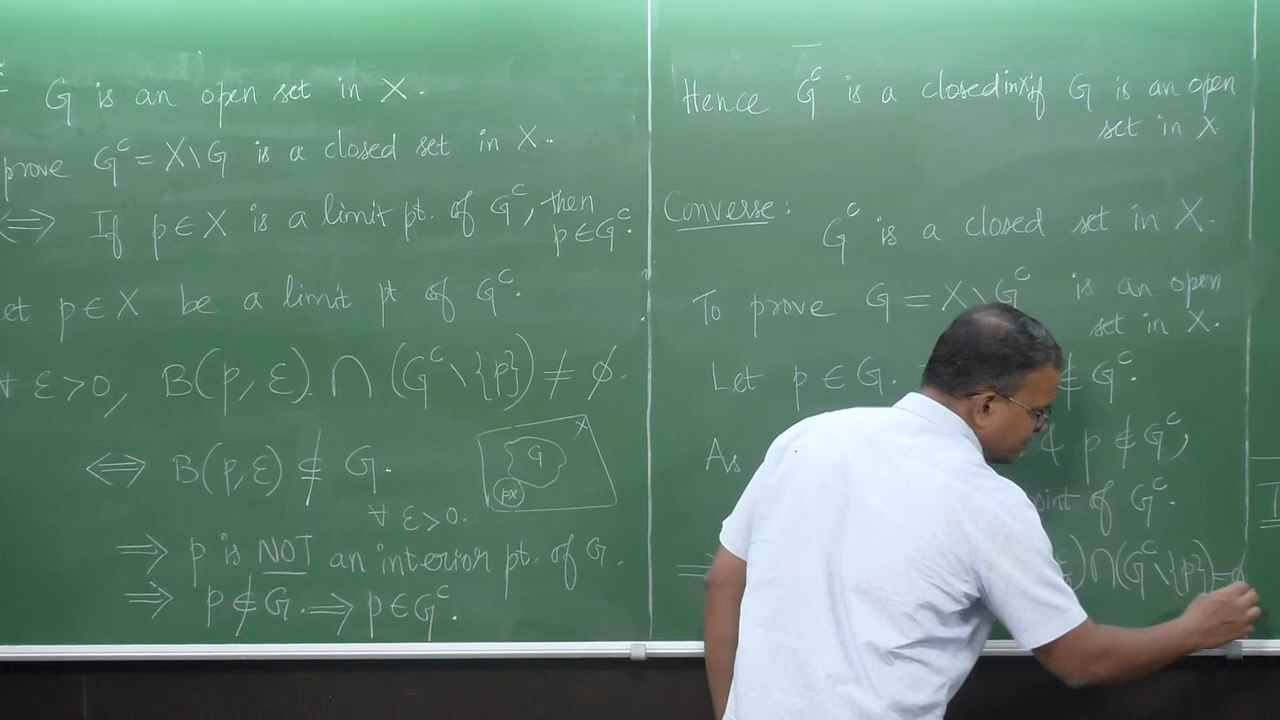 G is an open set in X.
prove G^c = X\G is a closed set in X.
⇔ If p∈X is a limit pt. of G^c, then
p∈G^c.
let p∈X be a limit pt of G^c.
∀ ε>0, B(p,ε) ∩ (G^c \ {p}) ≠ φ.
⇔ B(p,ε) ⊈ G.
∀ ε>0.
X
G
p
⇒ p is NOT an interior pt. of G.
⇒ p∉G. ⇒ p∈G^c.
Hence G^c is a closed in X if G is an open
set in X
Converse:
G^c is a closed set in X.
To prove G = X\G^c is an open
set in X.
Let p∈G. ∉ G^c.
As & p∉G^c,
point of G^c.
ε) ∩ (G^c \ {p}) = φ